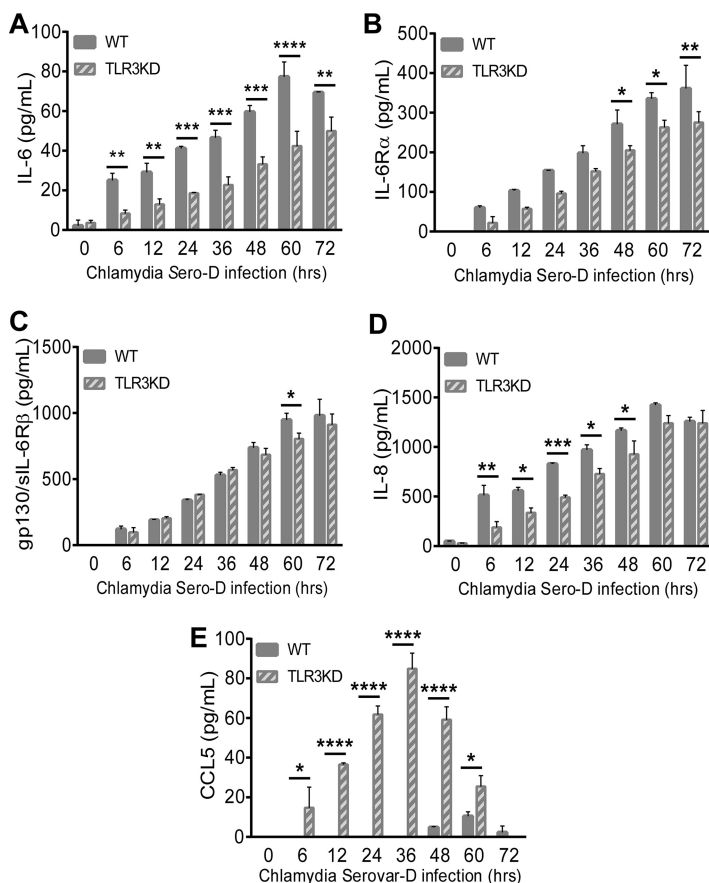 A
WT
TLR3KD
IL-6 (pg/mL)
100
80
60
40
20
0
** ** *** *** *** **** **
0 6 12 24 36 48 60 72
Chlamydia Sero-D infection (hrs)
B
WT
TLR3KD
IL-6Rα (pg/mL)
500
400
300
200
100
0
* * **
0 6 12 24 36 48 60 72
Chlamydia Sero-D infection (hrs)
C
WT
TLR3KD
gp130/sIL-6Rβ (pg/mL)
1500
1000
500
0
*
0 6 12 24 36 48 60 72
Chlamydia Sero-D infection (hrs)
D
WT
TLR3KD
IL-8 (pg/mL)
2000
1500
1000
500
0
** * *** * *
0 6 12 24 36 48 60 72
Chlamydia Sero-D infection (hrs)
E
WT
TLR3KD
CCL5 (pg/mL)
100
80
60
40
20
0
* **** **** **** **** *
0 6 12 24 36 48 60 72
Chlamydia Serovar-D infection (hrs)